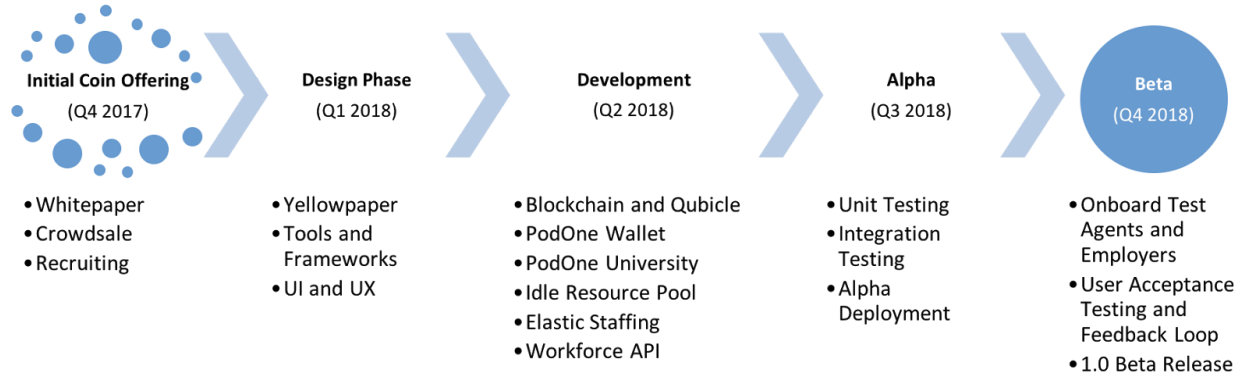 Initial Coin Offering
(Q4 2017)
• Whitepaper
• Crowdsale
• Recruiting
Design Phase
(Q1 2018)
• Yellowpaper
• Tools and
Frameworks
• UI and UX
Development
(Q2 2018)
• Blockchain and Qubicle
• PodOne Wallet
• PodOne University
• Idle Resource Pool
• Elastic Staffing
• Workforce API
Alpha
(Q3 2018)
• Unit Testing
• Integration
Testing
• Alpha
Deployment
Beta
(Q4 2018)
• Onboard Test
Agents and
Employers
• User Acceptance
Testing and
Feedback Loop
• 1.0 Beta Release